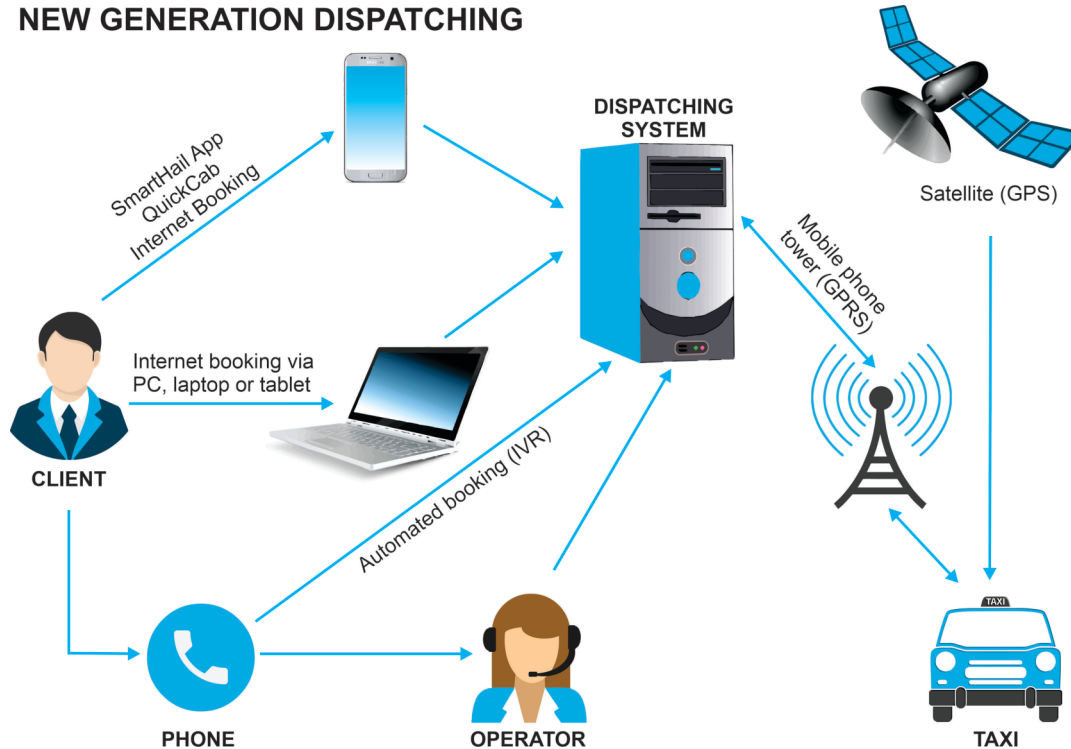 NEW GENERATION DISPATCHING
SmartHail App
QuickCab
Internet Booking
DISPATCHING
SYSTEM
Satellite (GPS)
Mobile phone
tower (GPRS)
Internet booking via
PC, laptop or tablet
CLIENT
Automated booking (IVR)
TAXI
PHONE
OPERATOR
TAXI